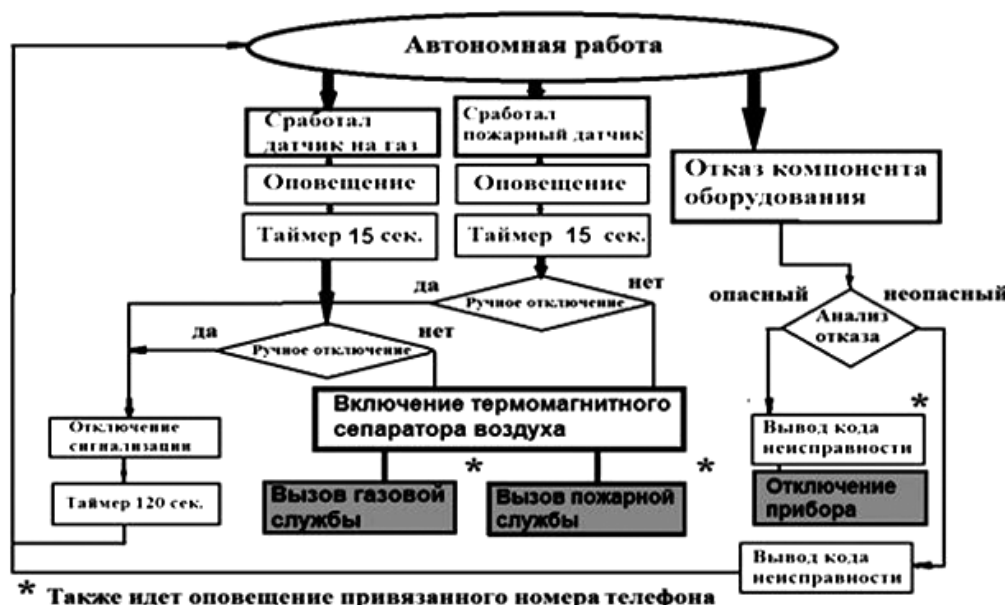 Автономная работа
Сработал
датчик на газ
Оповещение
Таймер 15 сек.
Сработал
пожарный датчик
Оповещение
Таймер 15 сек.
Отказ компонента
оборудования
да
Ручное отключение
нет
да
Ручное отключение
нет
опасный
неопасный
Анализ
отказа
Включение термомагнитного
сепаратора воздуха
Отключение
сигнализации
Таймер 120 сек.
*
Вызов газовой
службы
*
Вызов пожарной
службы
*
Вывод кода
неисправности
Отключение
прибора
Вывод кода
неисправности
* Также идет оповещение привязанного номера телефона